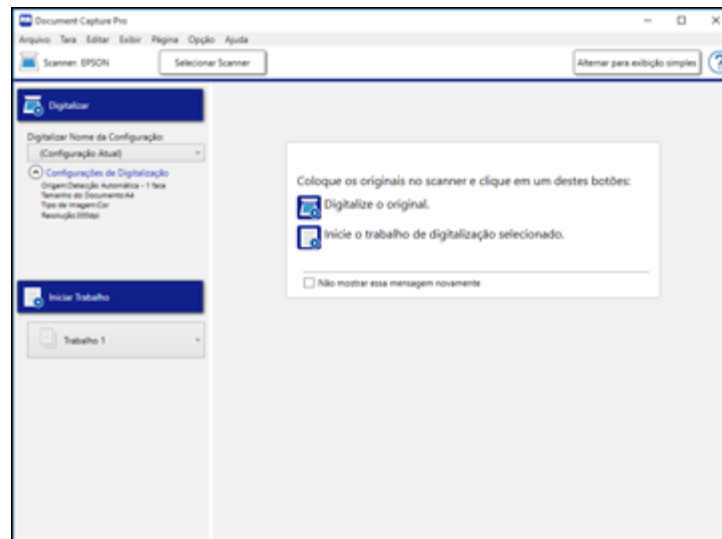 Document Capture Pro
Arquivo Tara Editar Exibir Página Opção Ajuda
Scanner: EPSON
Selecionar Scanner
Alternar para exibição simples
?
Digitalizar
Digitalizar Nome da Configuração:
(Configuração Atual)
Configurações de Digitalização
Origem:Detecção Automática - 1 face
Tamanho do Documento:A4
Tipo de Imagem:Cor
Resolução:300dpi
Coloque os originais no scanner e clique em um destes botões:
Digitalize o original.
Inicie o trabalho de digitalização selecionado.
Não mostrar essa mensagem novamente
Iniciar Trabalho
Trabalho 1